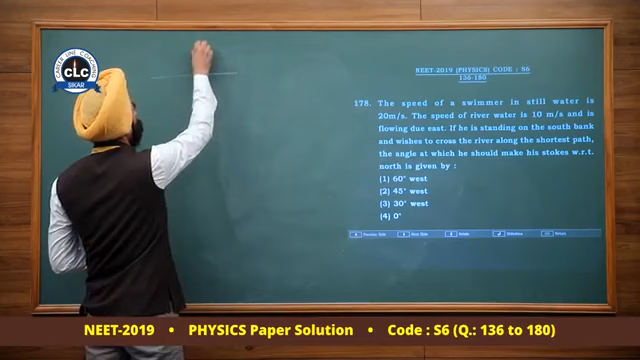 CAREER LINE COACHING
CLC
SIKAR
NEET-2019 (PHYSICS) CODE : S6
136-180
178. The speed of a swimmer in still water is
20m/s. The speed of river water is 10 m/s and is
flowing due east. If he is standing on the south bank
and wishes to cross the river along the shortest path,
the angle at which he should make his stokes w.r.t.
north is given by :
(1) 60° west
(2) 45° west
(3) 30° west
(4) 0°
NEET-2019 • PHYSICS Paper Solution • Code : S6 (Q.: 136 to 180)